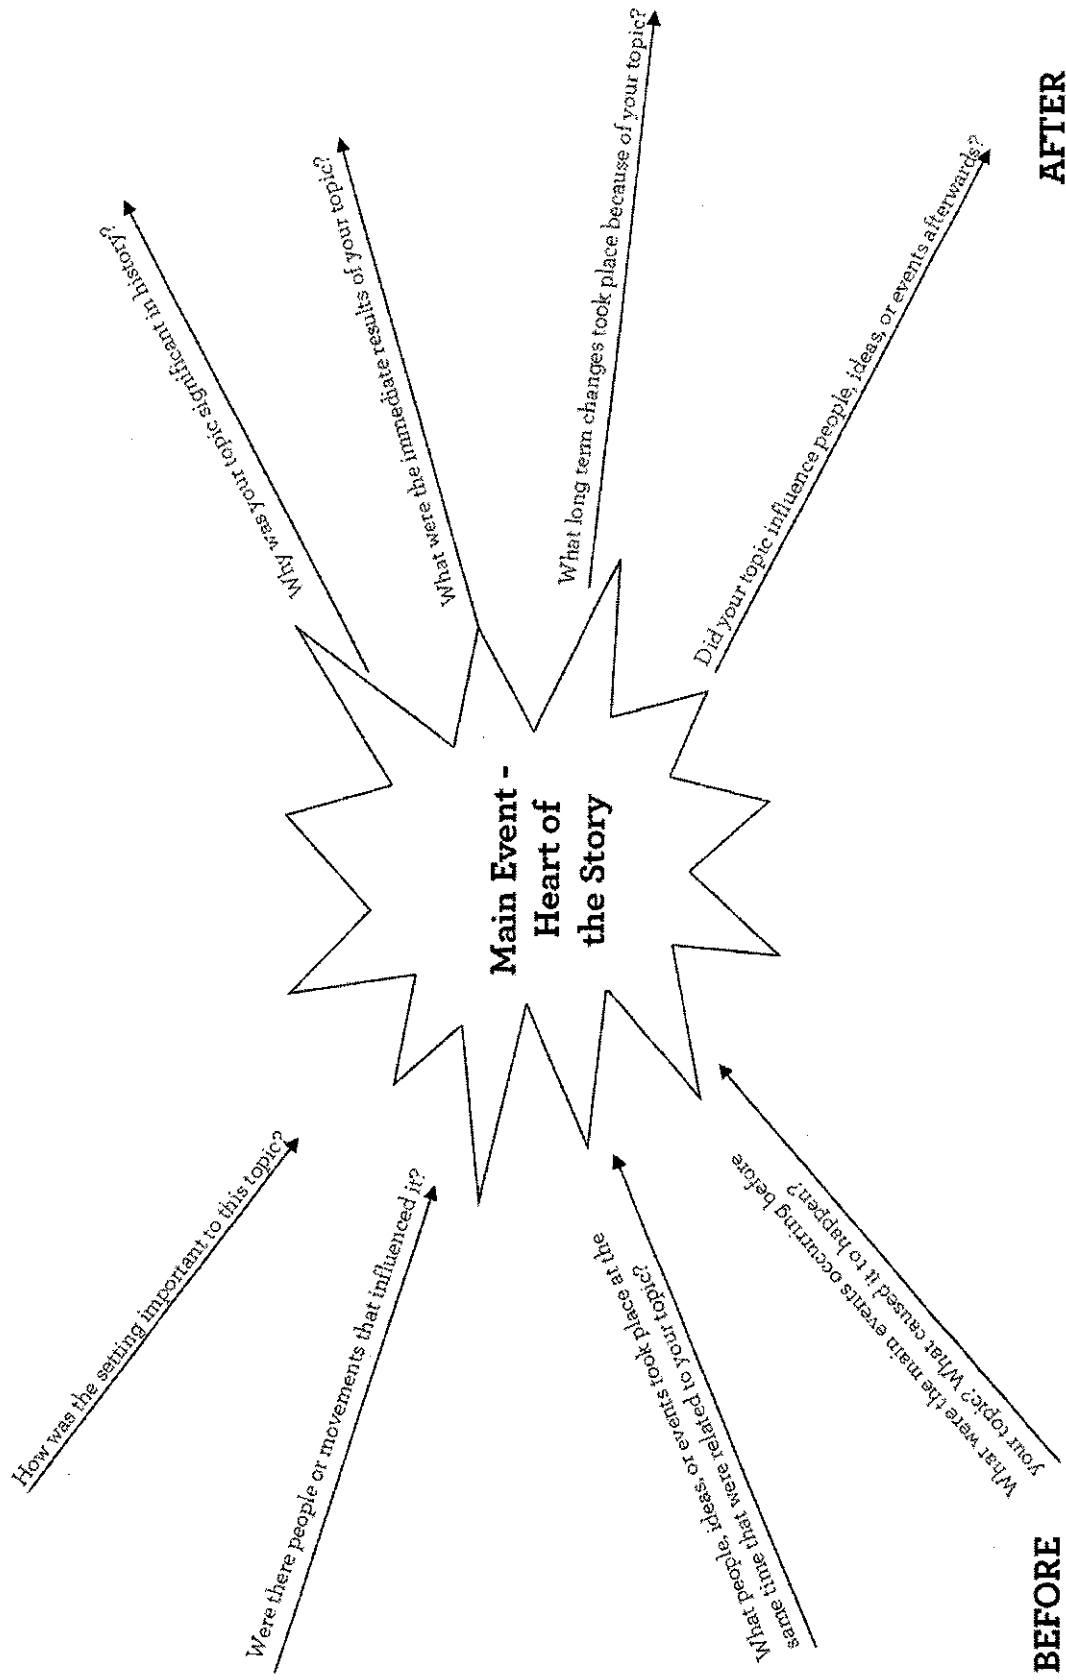 How was the setting important to this topic?
Were there people or movements that influenced it?
What people, ideas, or events took place at the
same time that were related to your topic?
What were the main events occurring before
your topic? What caused it to happen?
BEFORE
Main Event -
Heart of
the Story
Why was your topic significant in history?
What were the immediate results of your topic?
What long term changes took place because of your topic?
Did your topic influence people, ideas, or events afterwards?
AFTER